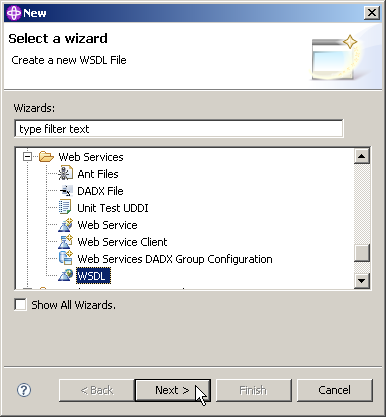 New
Select a wizard
Create a new WSDL File
Wizards:
type filter text
Web Services
Ant Files
DADX File
Unit Test UDDI
Web Service
Web Service Client
Web Services DADX Group Configuration
WSDL
Show All Wizards.
? < Back Next > Finish Cancel